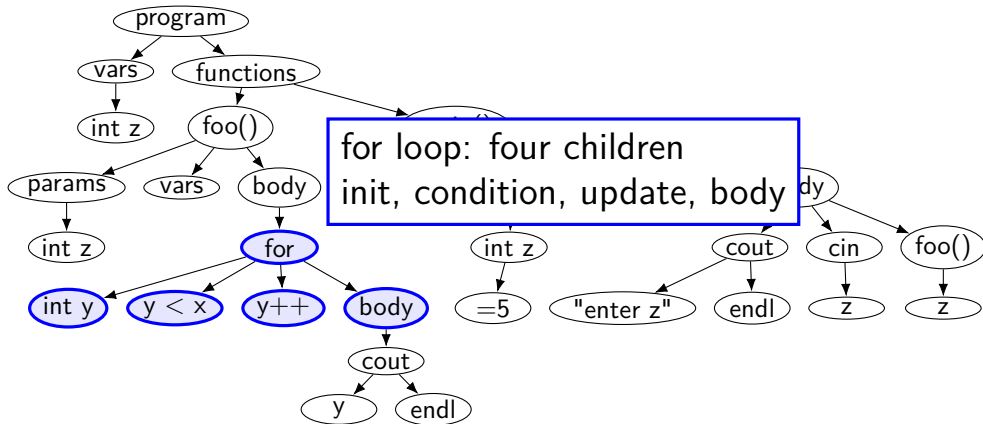 program
vars
functions
int z
foo()
for loop: four children
init, condition, update, body
params
vars
body
int z
for
int z
cout
cin
foo()
int y
y < x
y++
body
=5
"enter z"
endl
z
z
cout
y
endl